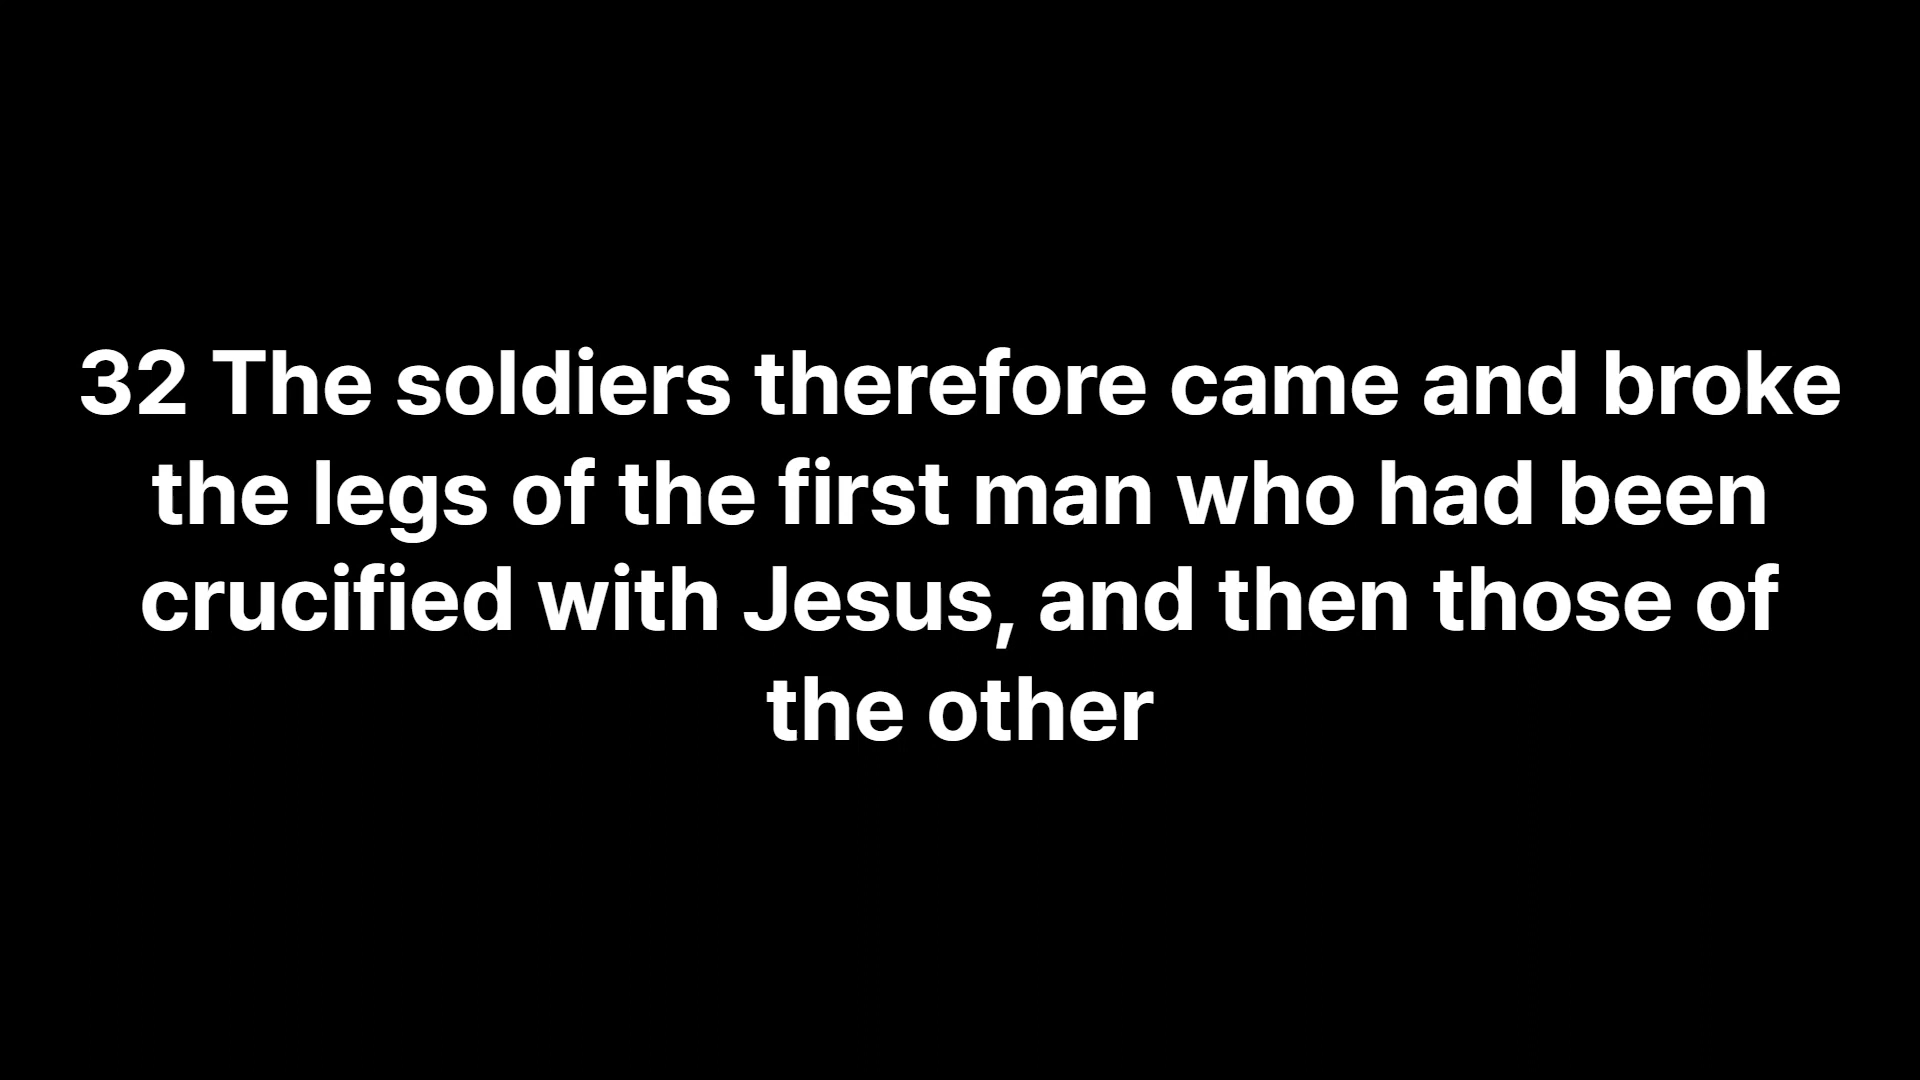 32 The soldiers therefore came and broke
the legs of the first man who had been
crucified with Jesus, and then those of
the other